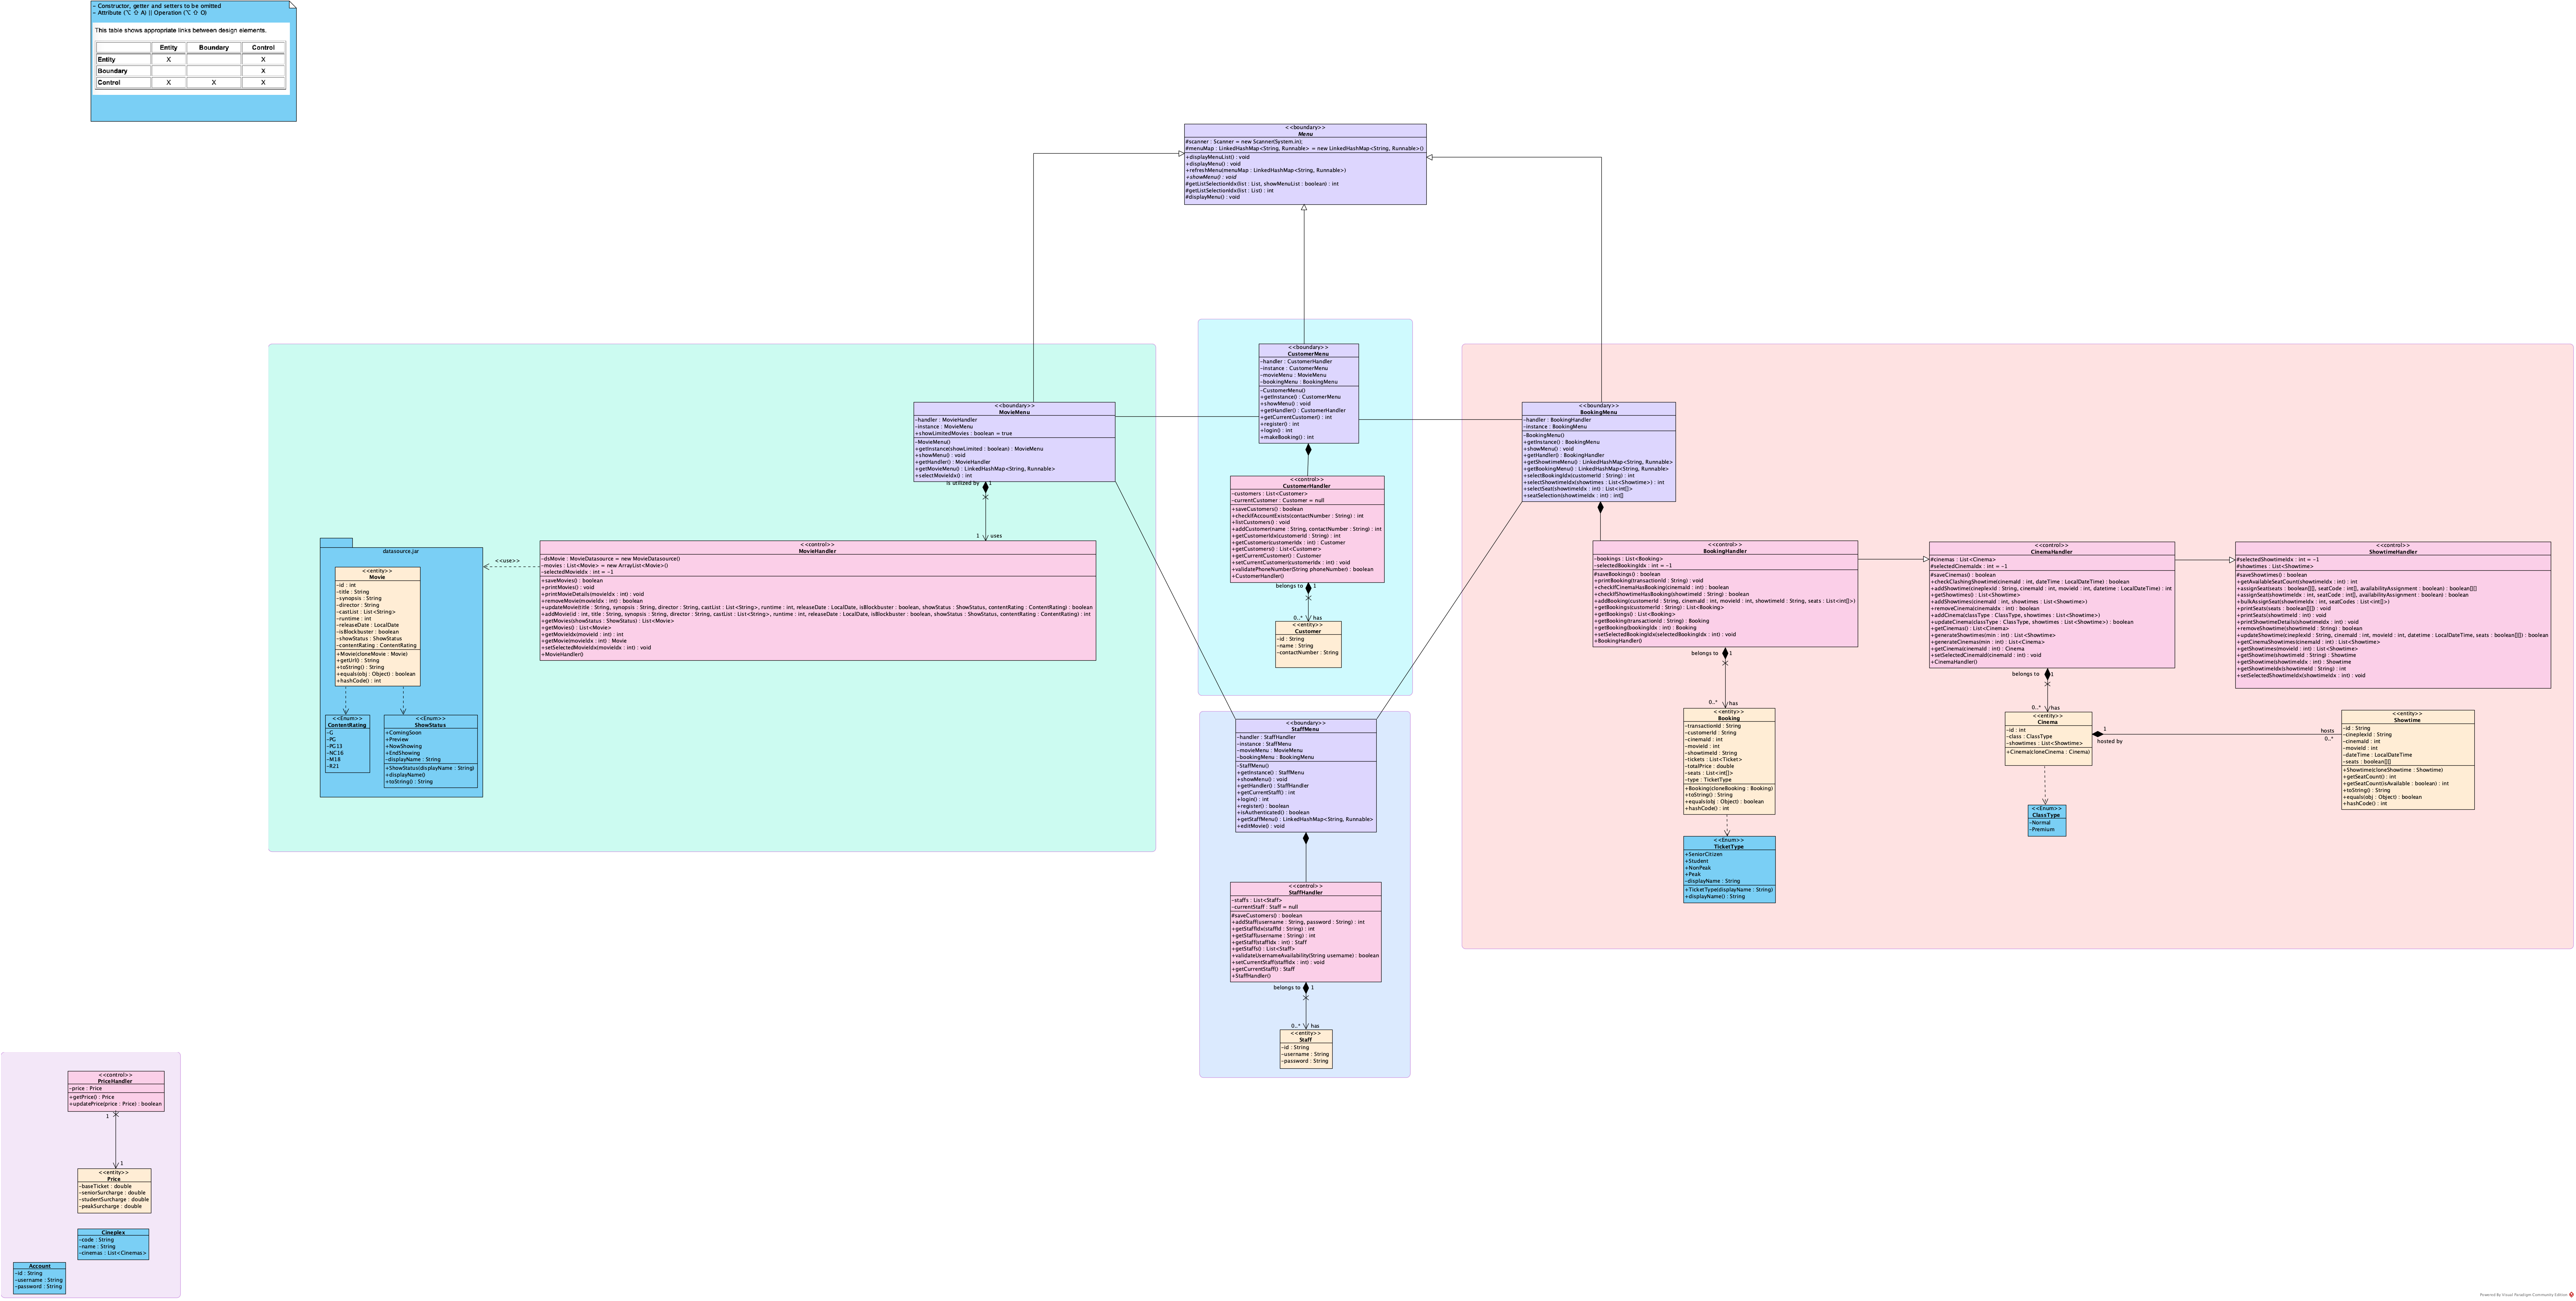 - Constructor, getter and setters to be omitted
- Attribute (⌥ ⇧ A) || Operation (⌥ ⇧ O)
This table shows appropriate links between design elements.
Entity Boundary Control
Entity X X
Boundary X
Control X X X
<<boundary>>
Menu
#scanner : Scanner = new Scanner(System.in);
#menuMap : LinkedHashMap<String, Runnable> = new LinkedHashMap<String, Runnable>()
+displayMenuList() : void
+displayMenu() : void
+refreshMenu(menuMap : LinkedHashMap<String, Runnable>)
+showMenu() : void
#getListSelectionIdx(list : List, showMenuList : boolean) : int
#getListSelectionIdx(list : List) : int
#displayMenu() : void
<<boundary>>
MovieMenu
-handler : MovieHandler
-instance : MovieMenu
+showLimitedMovies : boolean = true
-MovieMenu()
+getInstance(showLimited : boolean) : MovieMenu
+showMenu() : void
+getHandler() : MovieHandler
+getMovieMenu() : LinkedHashMap<String, Runnable>
+selectMovieIdx() : int
is utilized by
1
1
uses
<<control>>
MovieHandler
-dsMovie : MovieDatasource = new MovieDatasource()
-movies : List<Movie> = new ArrayList<Movie>()
-selectedMovieIdx : int = -1
+saveMovies() : boolean
+printMovies() : void
+printMovieDetails(movieIdx : int) : void
+removeMovie(movieIdx : int) : boolean
+updateMovie(title : String, synopsis : String, director : String, castList : List<String>, runtime : int, releaseDate : LocalDate, isBlockbuster : boolean, showStatus : ShowStatus, contentRating : ContentRating) : boolean
+addMovie(id : int, title : String, synopsis : String, director : String, castList : List<String>, runtime : int, releaseDate : LocalDate, isBlockbuster : boolean, showStatus : ShowStatus, contentRating : ContentRating) : int
+getMovies(showStatus : ShowStatus) : List<Movie>
+getMovies() : List<Movie>
+getMovieIdx(movieId : int) : int
+getMovie(movieIdx : int) : Movie
+setSelectedMovieIdx(movieIdx : int) : void
+MovieHandler()
<<use>>
datasource.jar
<<entity>>
Movie
-id : int
-title : String
-synopsis : String
-director : String
-castList : List<String>
-runtime : int
-releaseDate : LocalDate
-isBlockbuster : boolean
-showStatus : ShowStatus
-contentRating : ContentRating
+Movie(cloneMovie : Movie)
+getUrl() : String
+toString() : String
+equals(obj : Object) : boolean
+hashCode() : int
<<Enum>>
ContentRating
-G
-PG
-PG13
-NC16
-M18
-R21
<<Enum>>
ShowStatus
+ComingSoon
+Preview
+NowShowing
+EndShowing
-displayName : String
+ShowStatus(displayName : String)
+displayName()
+toString() : String
<<boundary>>
CustomerMenu
-handler : CustomerHandler
-instance : CustomerMenu
-movieMenu : MovieMenu
-bookingMenu : BookingMenu
-CustomerMenu()
+getInstance() : CustomerMenu
+showMenu() : void
+getHandler() : CustomerHandler
+getCurrentCustomer() : int
+register() : int
+login() : int
+makeBooking() : int
<<control>>
CustomerHandler
-customers : List<Customer>
-currentCustomer : Customer = null
+saveCustomers() : boolean
+checkIfAccountExists(contactNumber : String) : int
+listCustomers() : void
+addCustomer(name : String, contactNumber : String) : int
+getCustomerIdx(customerId : String) : int
+getCustomer(customerIdx : int) : Customer
+getCustomers() : List<Customer>
+getCurrentCustomer() : Customer
+setCurrentCustomer(customerIdx : int) : void
+validatePhoneNumber(String phoneNumber) : boolean
+CustomerHandler()
belongs to
1
0..*
has
<<entity>>
Customer
-id : String
-name : String
-contactNumber : String
<<boundary>>
StaffMenu
-handler : StaffHandler
-instance : StaffMenu
-movieMenu : MovieMenu
-bookingMenu : BookingMenu
-StaffMenu()
+getInstance() : StaffMenu
+showMenu() : void
+getHandler() : StaffHandler
+getCurrentStaff() : int
+login() : int
+register() : boolean
+isAuthenticated() : boolean
+getStaffMenu() : LinkedHashMap<String, Runnable>
+editMovie() : void
<<control>>
StaffHandler
-staffs : List<Staff>
-currentStaff : Staff = null
#saveCustomers() : boolean
+addStaff(username : String, password : String) : int
+getStaffIdx(staffId : String) : int
+getStaff(username : String) : int
+getStaff(staffIdx : int) : Staff
+getStaffs() : List<Staff>
+validateUsernameAvailability(String username) : boolean
+setCurrentStaff(staffIdx : int) : void
+getCurrentStaff() : Staff
+StaffHandler()
belongs to
1
0..*
has
<<entity>>
Staff
-id : String
-username : String
-password : String
<<boundary>>
BookingMenu
-handler : BookingHandler
-instance : BookingMenu
-BookingMenu()
+getInstance() : BookingMenu
+showMenu() : void
+getHandler() : BookingHandler
+getShowtimeMenu() : LinkedHashMap<String, Runnable>
+getBookingMenu() : LinkedHashMap<String, Runnable>
+selectBookingIdx(customerId : String) : int
+selectShowtimeIdx(showtimes : List<Showtime>) : int
+selectSeat(showtimeIdx : int) : List<int[]>
+seatSelection(showtimeIdx : int) : int[]
<<control>>
BookingHandler
-bookings : List<Booking>
-selectedBookingIdx : int = -1
#saveBookings() : boolean
+printBooking(transactionId : String) : void
+checkIfCinemaHasBooking(cinemaId : int) : boolean
+checkIfShowtimeHasBooking(showtimeId : String) : boolean
+addBooking(customerId : String, cinemaId : int, movieId : int, showtimeId : String, seats : List<int[]>)
+getBookings(customerId : String) : List<Booking>
+getBookings() : List<Booking>
+getBooking(transactionId : String) : Booking
+getBooking(bookingIdx : int) : Booking
+setSelectedBookingIdx(selectedBookingIdx : int) : void
+BookingHandler()
belongs to
1
0..*
has
<<entity>>
Booking
-transactionId : String
-customerId : String
-cinemaId : int
-movieId : int
-showtimeId : String
-tickets : List<Ticket>
-totalPrice : double
-seats : List<int[]>
-type : TicketType
+Booking(cloneBooking : Booking)
+toString() : String
+equals(obj : Object) : boolean
+hashCode() : int
<<Enum>>
TicketType
+SeniorCitizen
+Student
+NonPeak
+Peak
-displayName : String
+TicketType(displayName : String)
+displayName() : String
<<control>>
CinemaHandler
#cinemas : List<Cinema>
#selectedCinemaIdx : int = -1
#saveCinemas() : boolean
+checkClashingShowtime(cinemaId : int, dateTime : LocalDateTime) : boolean
+addShowtime(cineplexId : String, cinemaId : int, movieId : int, datetime : LocalDateTime) : int
+getShowtimes() : List<Showtime>
+addShowtimes(cinemaId : int, showtimes : List<Showtime>)
+addCinema(classType : ClassType, showtimes : List<Showtime>) : int
+removeCinema(cinemaIdx : int) : boolean
+updateCinema(classType : ClassType, showtimes : List<Showtime>) : boolean
+getCinemas() : List<Cinema>
+generateShowtimes(min : int) : List<Showtime>
+generateCinemas(min : int) : List<Cinema>
+getCinema(cinemaId : int) : Cinema
+setSelectedCinema(cinemaId : int) : void
+CinemaHandler()
belongs to
1
0..*
has
<<entity>>
Cinema
-id : int
-class : ClassType
-showtimes : List<Showtime>
+Cinema(cloneCinema : Cinema)
<<Enum>>
ClassType
-Normal
-Premium
1
hosted by
hosts
0..*
<<control>>
ShowtimeHandler
#selectedShowtimeIdx : int = -1
#showtimes : List<Showtime>
#saveShowtimes() : boolean
+getAvailableSeatCount(showtimeIdx : int) : int
+assignSeat(seats : boolean[][], seatCode : int[], availabilityAssignment : boolean) : boolean[][]
+assignSeat(showtimeIdx : int, seatCode : int[], availabilityAssignment : boolean) : boolean
+bulkAssignSeats(showtimeIdx : int, seatCodes : List<int[]>)
+printSeats(seats : boolean[][]) : void
+printSeats(showtimeId : int) : void
+printShowtimeDetails(showtimeIdx : int) : void
+removeShowtime(showtimeId : String) : boolean
+updateShowtime(cineplexId : String, cinemaId : int, movieId : int, datetime : LocalDateTime, seats : boolean[][]) : boolean
+getCinemaShowtimes(cinemaId : int) : List<Showtime>
+getShowtimes(movieId : int) : List<Showtime>
+getShowtime(showtimeId : String) : Showtime
+getShowtime(showtimeIdx : int) : Showtime
+getShowtimeIdx(showtimeId : String) : int
+setSelectedShowtimeIdx(showtimeIdx : int) : void
<<entity>>
Showtime
-id : String
-cineplexId : String
-cinemaId : int
-movieId : int
-dateTime : LocalDateTime
-seats : boolean[][]
+Showtime(cloneShowtime : Showtime)
+getSeatCount() : int
+getSeatCount(isAvailable : boolean) : int
+toString() : String
+equals(obj : Object) : boolean
+hashCode() : int
<<control>>
PriceHandler
-price : Price
+getPrice() : Price
+updatePrice(price : Price) : boolean
1
1
<<entity>>
Price
-baseTicket : double
-seniorSurcharge : double
-studentSurcharge : double
-peakSurcharge : double
Cineplex
-code : String
-name : String
-cinemas : List<Cinemas>
Account
-id : String
-username : String
-password : String
Powered By Visual Paradigm Community Edition